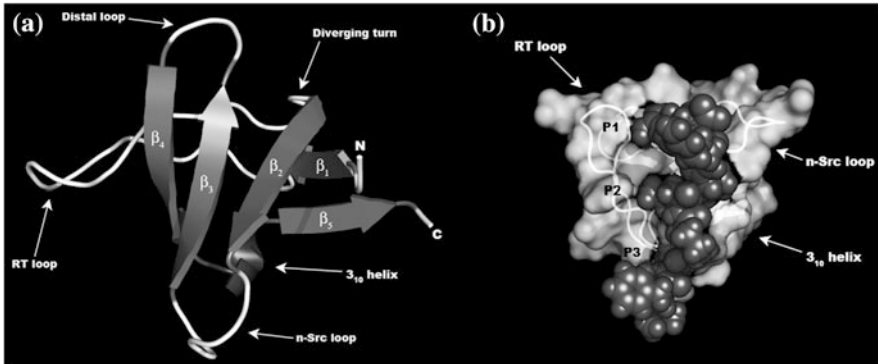 (a)
Distal loop
Diverging turn
β4
β3
β2
β1
N
β5
C
RT loop
3₁₀ helix
n-Src loop
(b)
RT loop
P1
n-Src loop
P2
P3
3₁₀ helix